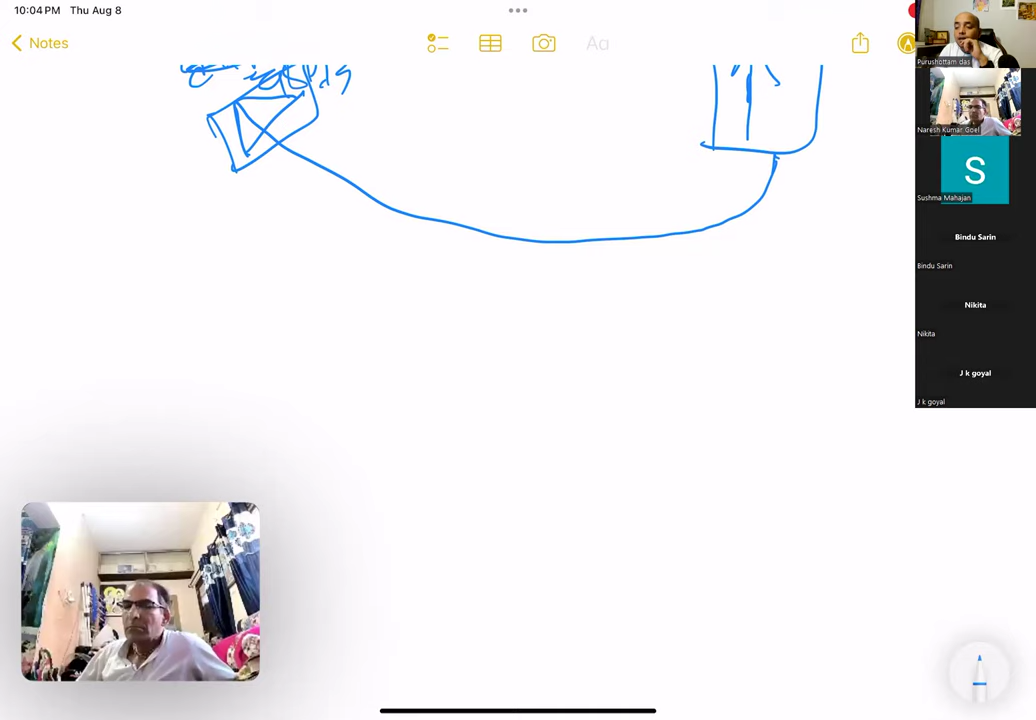 10:04 PM Thu Aug 8
Notes
Aa
Purushottam das
Naresh Kumar Goel
S
Sushma Mahajan
Bindu Sarin
Bindu Sarin
Nikita
Nikita
J k goyal
J k goyal